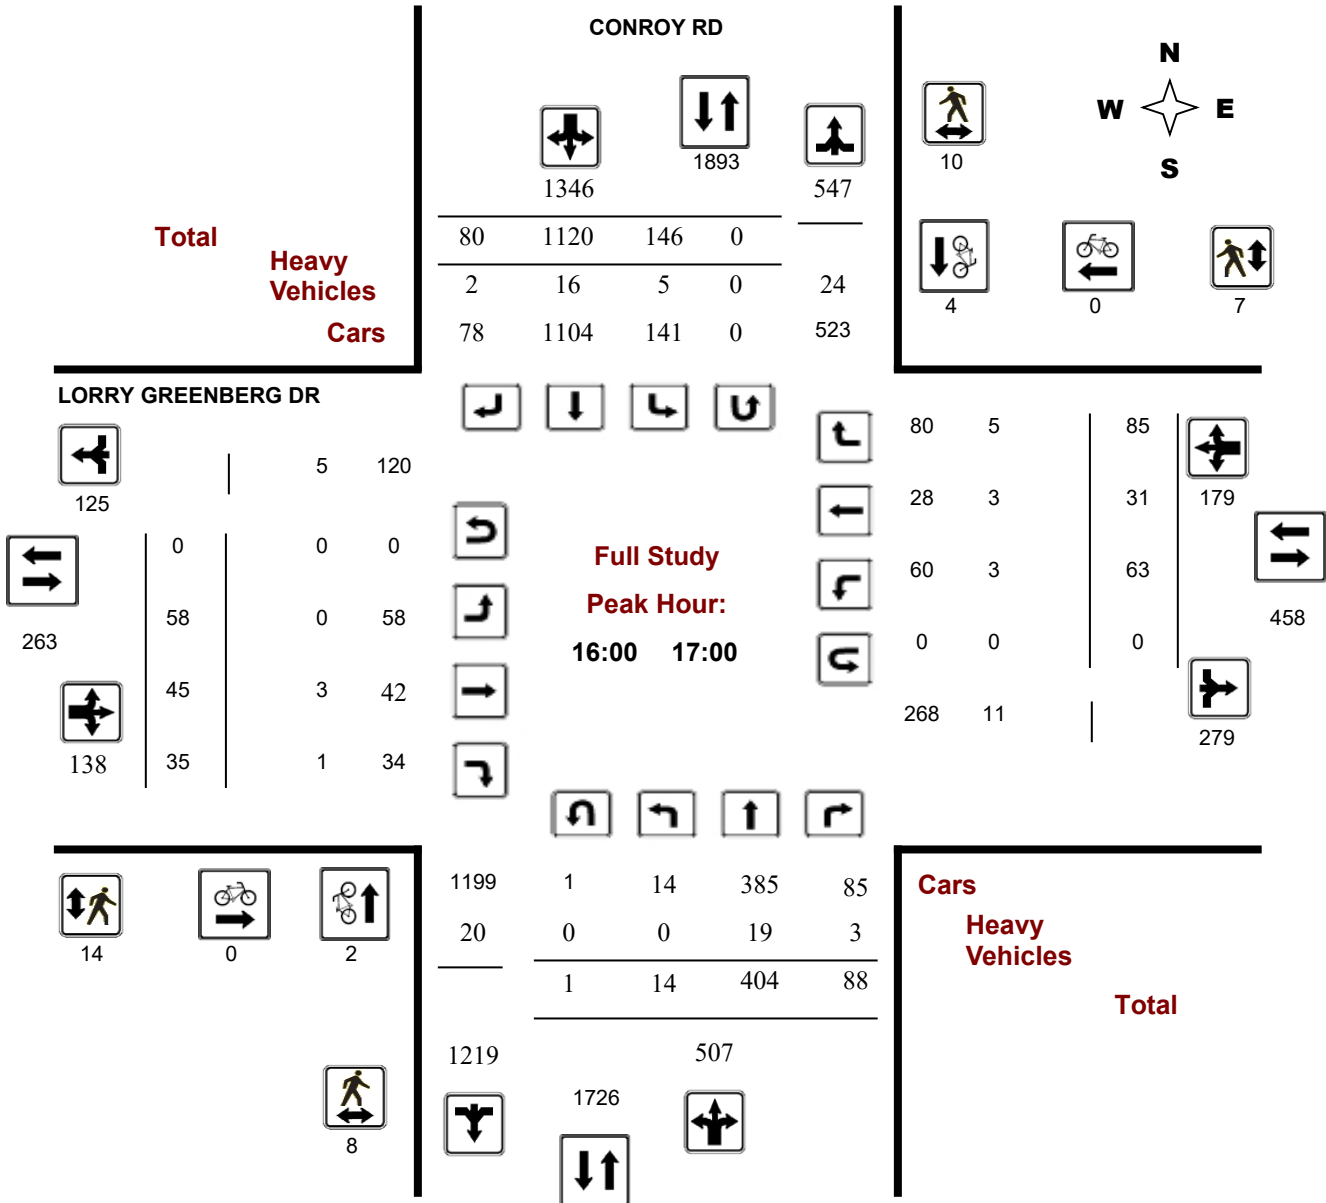 CONROY RD
N
W E
S
1893
10
1346
547
Total
80 1120 146 0
Heavy
Vehicles
2 16 5 0 24
4 0 7
Cars
78 1104 141 0 523
LORRY GREENBERG DR
80 5 85
5 120
125
28 3 31 179
0 0 0
Full Study
60 3 63
Peak Hour:
58 0 58
458
263
16:00 17:00
0 0 0
45 3 42
268 11
279
138
35 1 34
1199 1 14 385 85
Cars
20 0 0 19 3
Heavy
Vehicles
14 0 2
1 14 404 88
Total
1219 507
1726
8